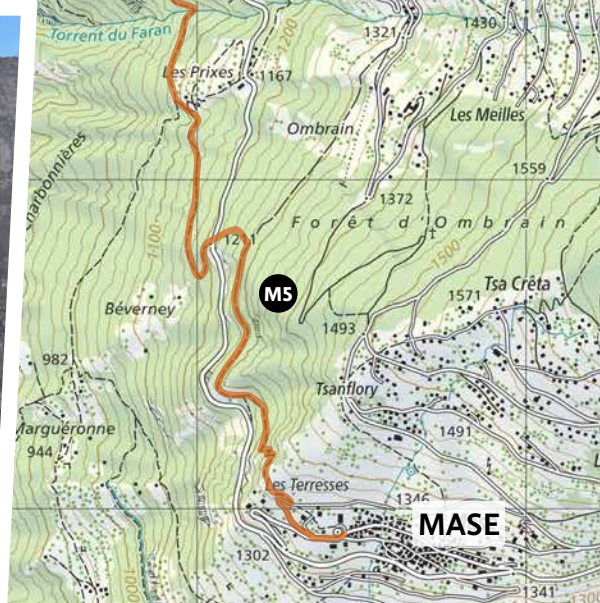 Torrent du Faran
1200
1321
1430
Les Prixes
1167
Ombrain
Les Meilles
1559
1372
Charbonnières
Forêt d'Ombrain
1100
1211
1500
M5
Tsa Crêta
1571
Béverney
1493
982
Tsanflory
Marguéronne
1491
944
Les Terresses
1346
MASE
1302
1000
1341
1300